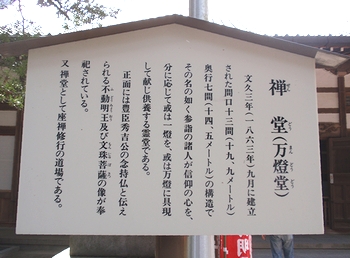 禅堂(万燈堂)
文久三年(一八六三年)九月に建立
された間口十三間(十九、九メートル)
奥行七間(十四、五メートル)の構造で
その名の如く参詣の諸人が信仰の心を、
分に応じて或は一燈を、或は万燈に具現
して献じ供養する霊堂である。
正面には豊臣秀吉公の念持仏と伝え
られる不動明王及び文珠菩薩の像が奉
祀されている。
又禅堂として座禅修行の道場である。
明